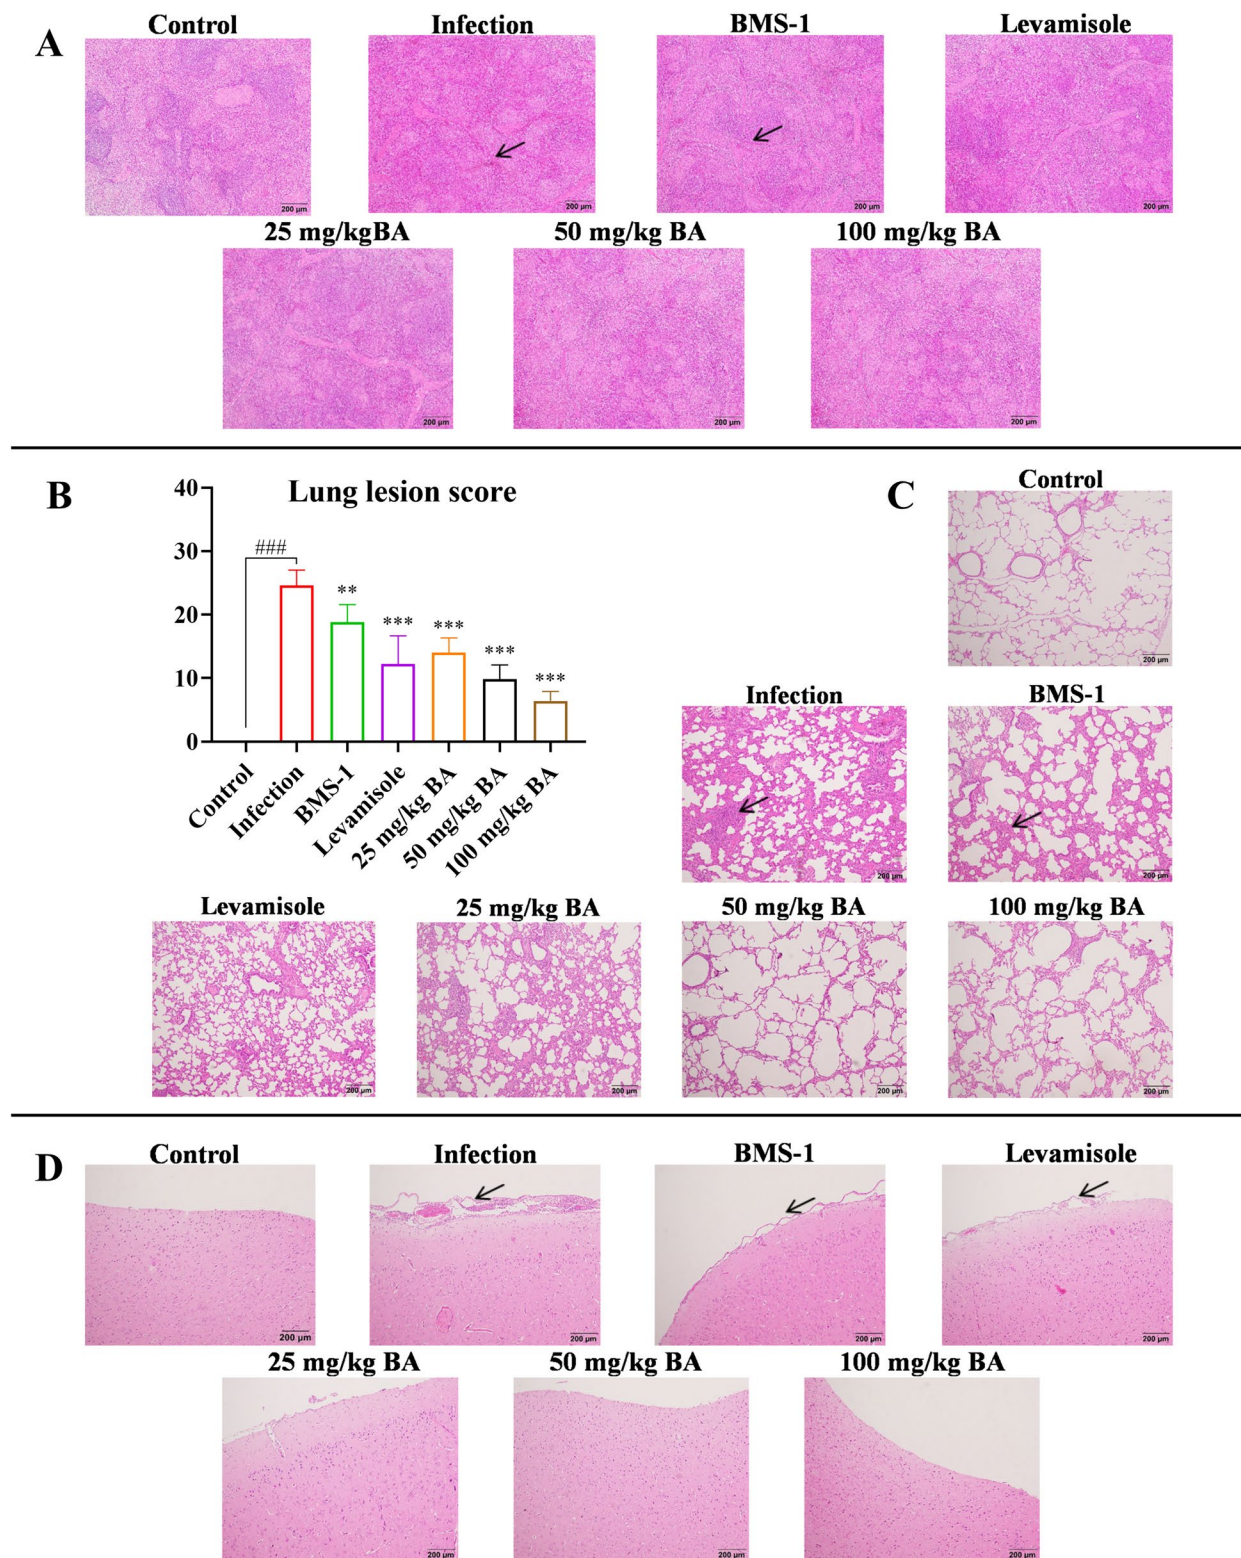 A
Control
Infection
BMS-1
Levamisole
200 μm
200 μm
200 μm
200 μm
25 mg/kgBA
50 mg/kg BA
100 mg/kg BA
200 μm
200 μm
200 μm
B
Lung lesion score
40
30
20
10
0
###
**
***
***
***
***
Control
Infection
BMS-1
Levamisole
25 mg/kg BA
50 mg/kg BA
100 mg/kg BA
C
Control
200 μm
Infection
BMS-1
200 μm
200 μm
Levamisole
25 mg/kg BA
50 mg/kg BA
100 mg/kg BA
200 μm
200 μm
200 μm
200 μm
D
Control
Infection
BMS-1
Levamisole
200 μm
200 μm
200 μm
200 μm
25 mg/kg BA
50 mg/kg BA
100 mg/kg BA
200 μm
200 μm
200 μm